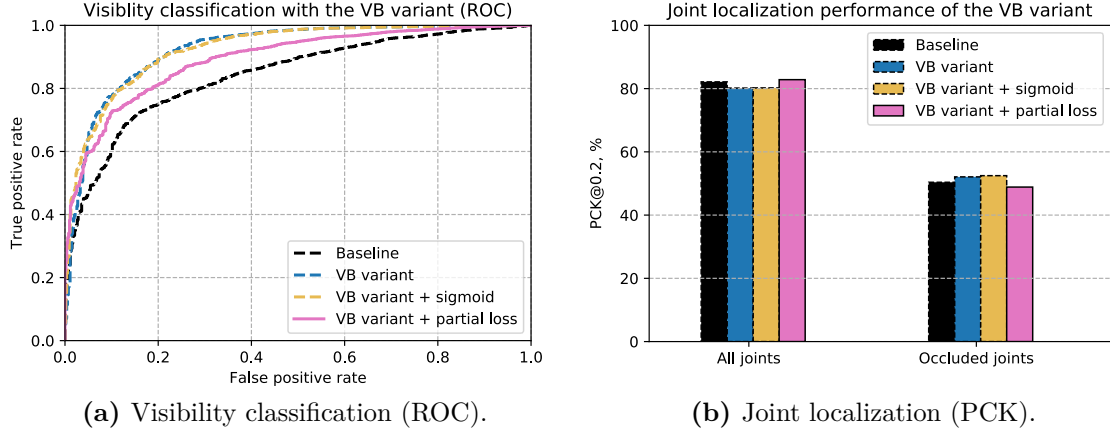 Visiblity classification with the VB variant (ROC)
1.0
0.8
0.6
0.4
0.2
0.0
True positive rate
0.0 0.2 0.4 0.6 0.8 1.0
False positive rate
Baseline
VB variant
VB variant + sigmoid
VB variant + partial loss
(a) Visibility classification (ROC).
Joint localization performance of the VB variant
100
80
60
40
20
0
PCK@0.2, %
Baseline
VB variant
VB variant + sigmoid
VB variant + partial loss
All joints Occluded joints
(b) Joint localization (PCK).